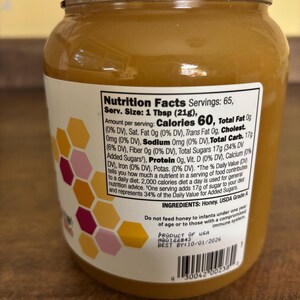 Nutrition Facts Servings: 65,
Serv. Size: 1 Tbsp (21g),
Amount per serving: Calories 60, Total Fat 0g
(0% DV), Sat. Fat 0g (0% DV), Trans Fat 0g, Cholest.
0mg (0% DV), Sodium 0mg (0% DV), Total Carb. 17g
(6% DV), Fiber 0g (0% DV), Total Sugars 17g (34% DV
Added Sugars¹), Protein 0g, Vit. D (0% DV), Calcium (0%
DV), Iron (0% DV), Potas. (0% DV). *The % Daily Value (DV)
tells you how much a nutrient in a serving of food contributes
to a daily diet. 2,000 calories a day is used for general
nutrition advice. ¹One serving adds 17g of sugar to your diet
and represents 34% of the Daily Value for Added Sugars.
INGREDIENTS: Honey. USDA Grade A.
Do not feed honey to infants under one year
of age or to those with a compromised
immune system.
PRODUCT OF USA
BEST BY:10/01/2026